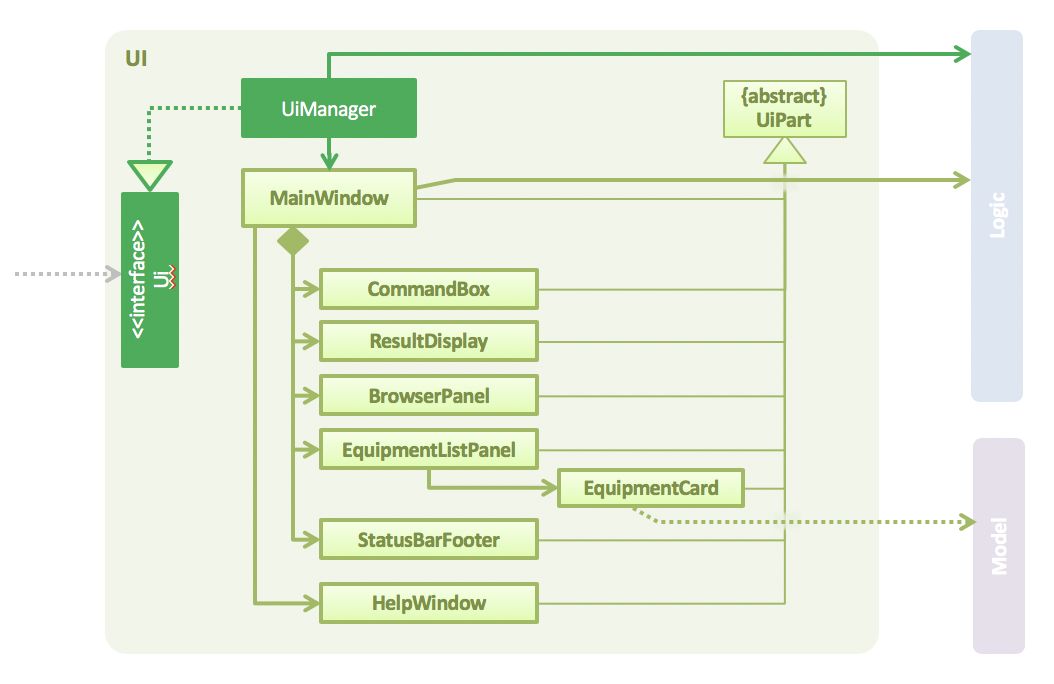 UI
UiManager
{abstract}
UiPart
<<interface>>
Ui
MainWindow
Logic
CommandBox
ResultDisplay
BrowserPanel
EquipmentListPanel
EquipmentCard
Model
StatusBarFooter
HelpWindow